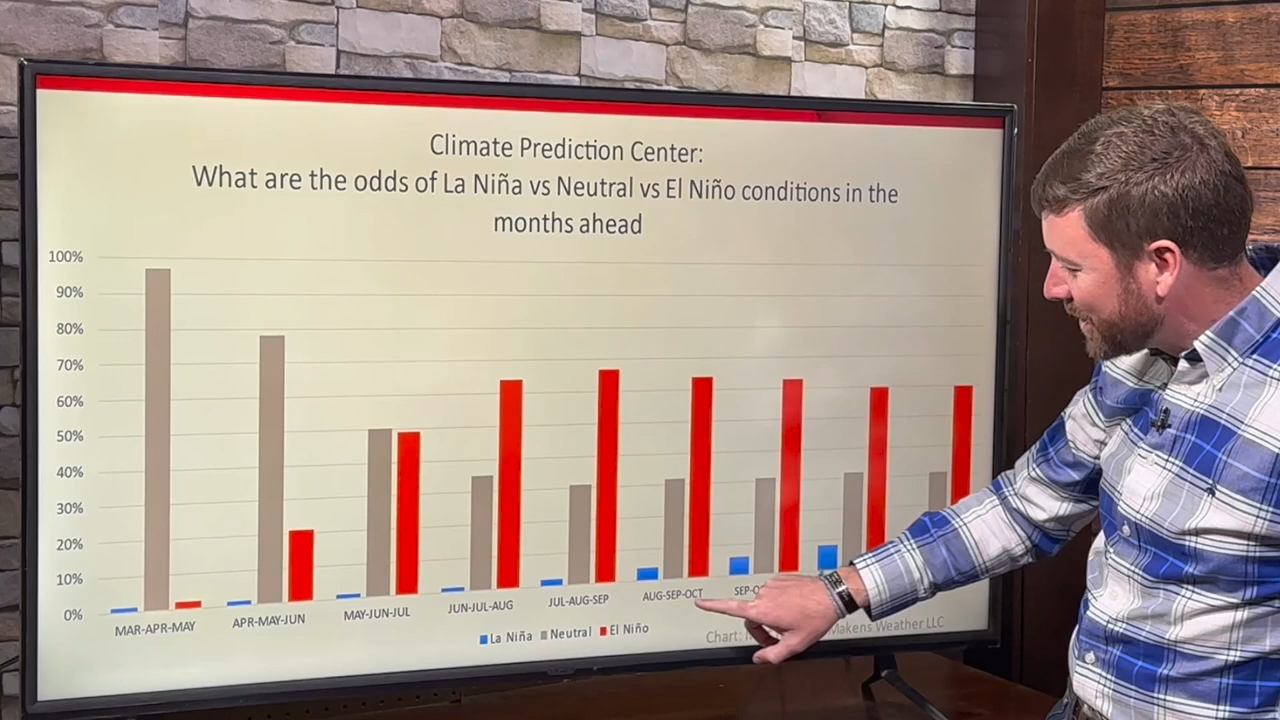 Climate Prediction Center:
What are the odds of La Niña vs Neutral vs El Niño conditions in the
months ahead
100%
90%
80%
70%
60%
50%
40%
30%
20%
10%
0%
MAR-APR-MAY
APR-MAY-JUN
MAY-JUN-JUL
JUN-JUL-AUG
JUL-AUG-SEP
AUG-SEP-OCT
La Niña Neutral El Niño
Chart: Makens Weather LLC